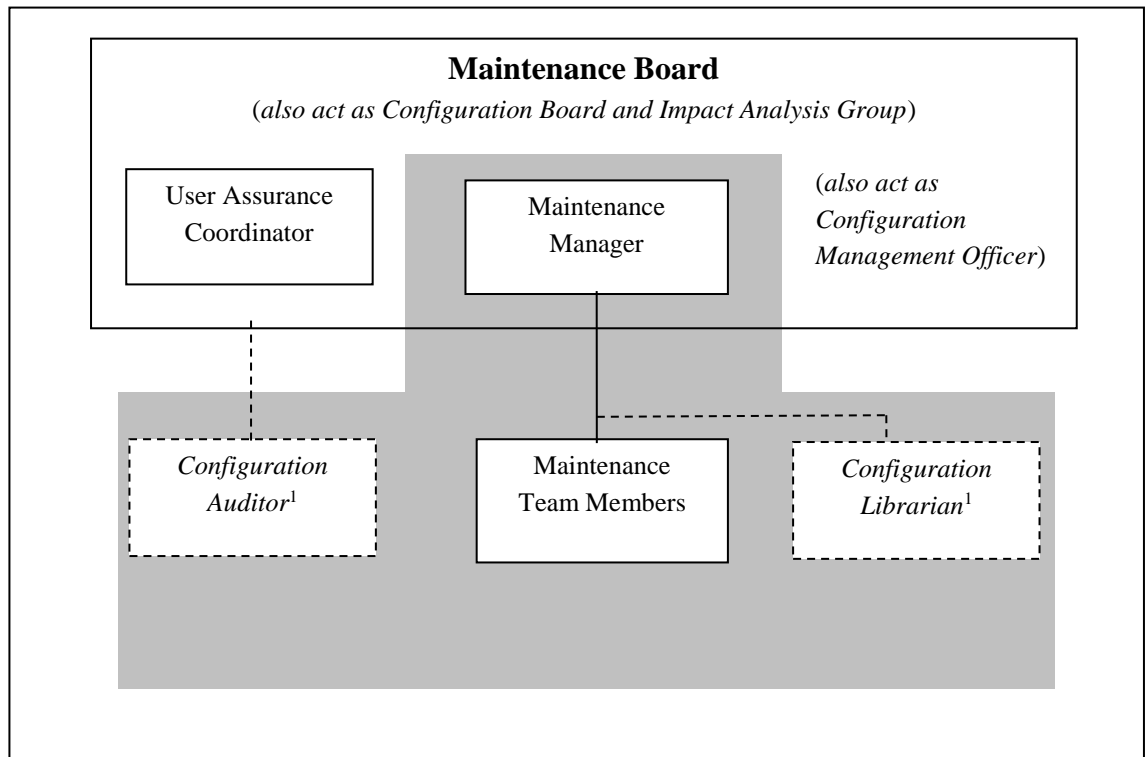 Maintenance Board
(also act as Configuration Board and Impact Analysis Group)
User Assurance
Coordinator
Maintenance
Manager
(also act as
Configuration
Management Officer)
Configuration
Auditor¹
Maintenance
Team Members
Configuration
Librarian¹